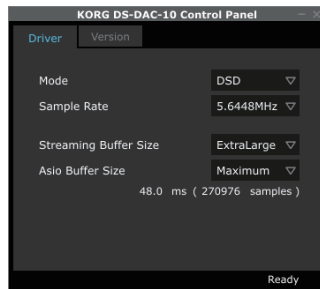 KORG DS-DAC-10 Control Panel
Driver Version
Mode DSD
Sample Rate 5.6448MHz
Streaming Buffer Size ExtraLarge
Asio Buffer Size Maximum
48.0 ms ( 270976 samples )
Ready